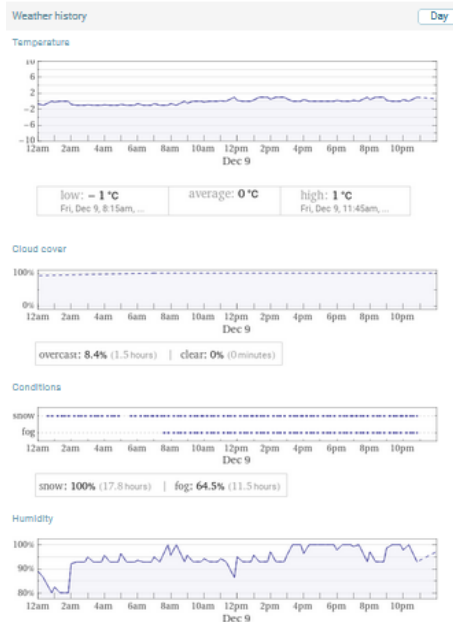 Weather history
Day
Temperature
10
6
2
−2
−6
−10
12am 2am 4am 6am 8am 10am 12pm 2pm 4pm 6pm 8pm 10pm
Dec 9
low: −1 °C average: 0 °C high: 1 °C
Fri, Dec 9, 8:15am, ... Fri, Dec 9, 11:45am, ...
Cloud cover
100%
0%
12am 2am 4am 6am 8am 10am 12pm 2pm 4pm 6pm 8pm 10pm
Dec 9
overcast: 8.4% (1.5 hours) | clear: 0% (0 minutes)
Conditions
snow
fog
12am 2am 4am 6am 8am 10am 12pm 2pm 4pm 6pm 8pm 10pm
Dec 9
snow: 100% (17.8 hours) | fog: 64.5% (11.5 hours)
Humidity
100%
90%
80%
12am 2am 4am 6am 8am 10am 12pm 2pm 4pm 6pm 8pm 10pm
Dec 9